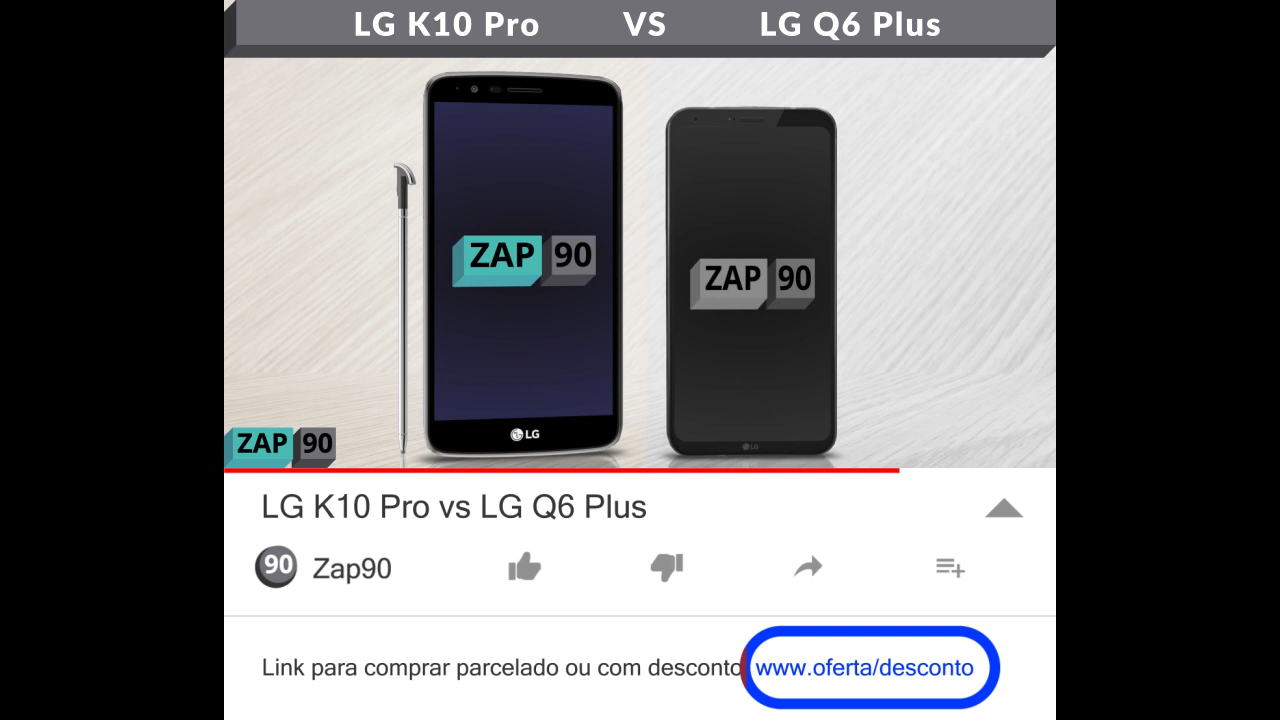 LG K10 Pro VS LG Q6 Plus
ZAP 90
LG
ZAP 90
LG
ZAP 90
LG K10 Pro vs LG Q6 Plus
90 Zap90
Link para comprar parcelado ou com desconto www.oferta/desconto